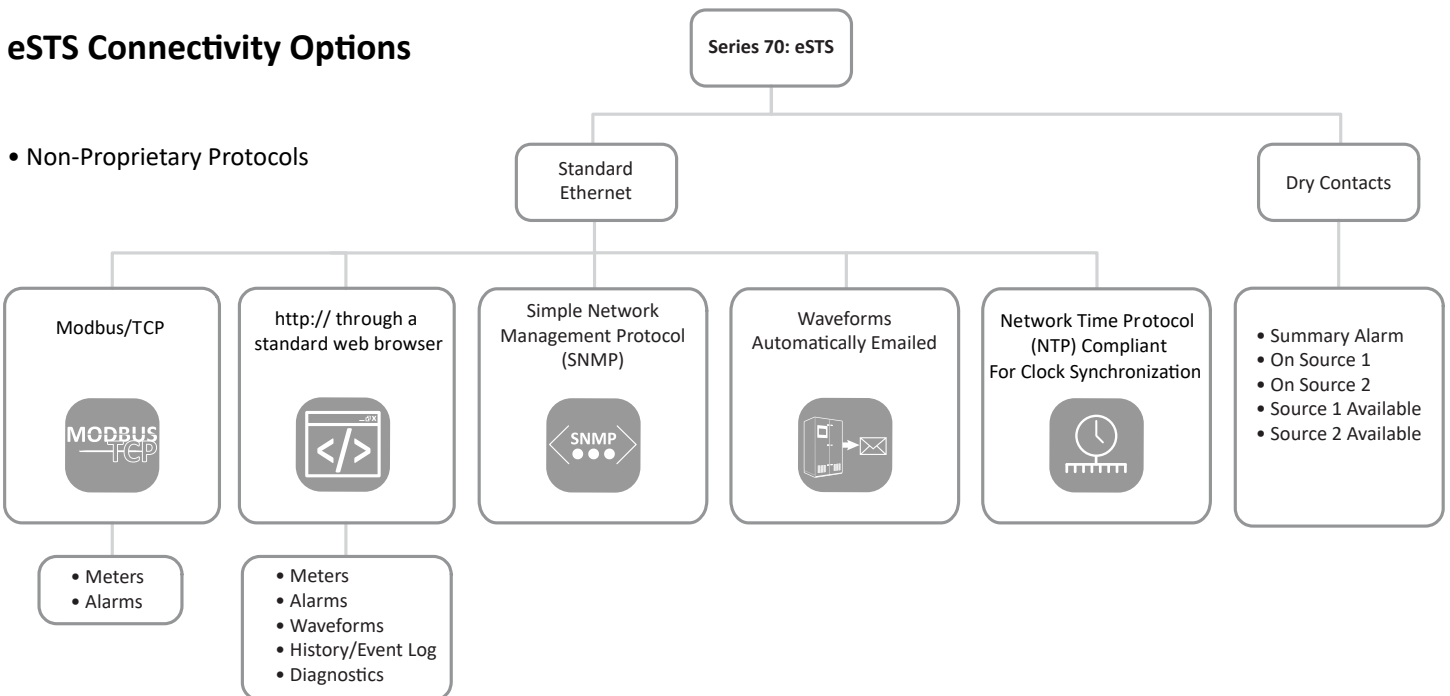 eSTS Connectivity Options
Series 70: eSTS
• Non-Proprietary Protocols
Standard
Ethernet
Dry Contacts
Modbus/TCP
MODBUS
TCP
http:// through a
standard web browser
</>
Simple Network
Management Protocol
(SNMP)
SNMP
Waveforms
Automatically Emailed
Network Time Protocol
(NTP) Compliant
For Clock Synchronization
• Summary Alarm
• On Source 1
• On Source 2
• Source 1 Available
• Source 2 Available
• Meters
• Alarms
• Meters
• Alarms
• Waveforms
• History/Event Log
• Diagnostics